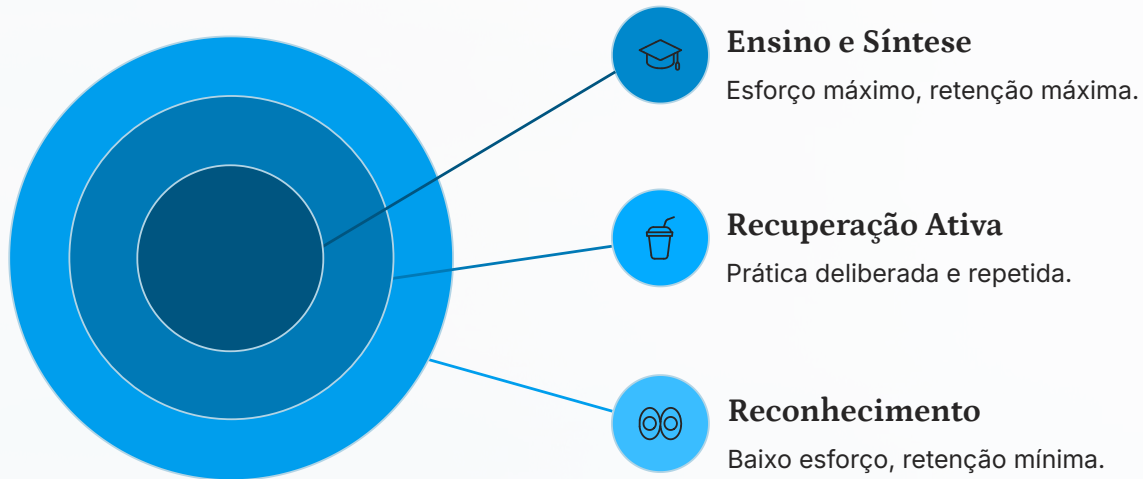 Ensino e Síntese
Esforço máximo, retenção máxima.
Recuperação Ativa
Prática deliberada e repetida.
Reconhecimento
Baixo esforço, retenção mínima.